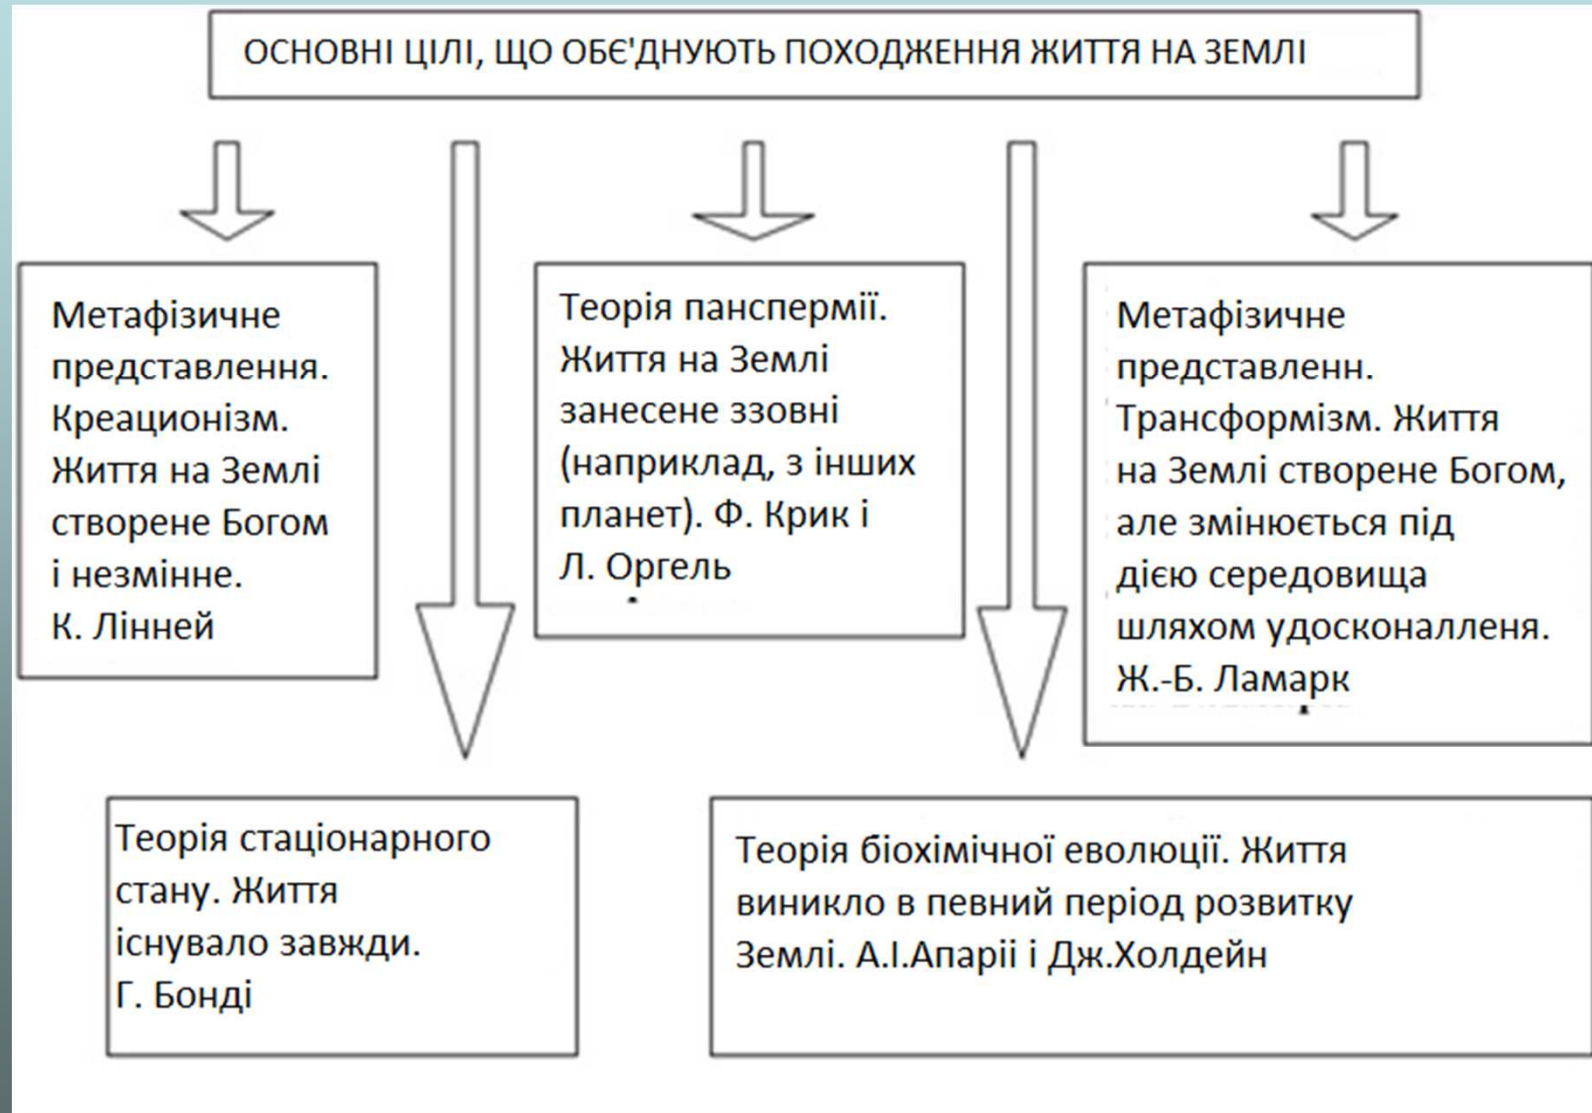 ОСНОВНІ ЦІЛІ, ЩО ОБЄ'ДНУЮТЬ ПОХОДЖЕННЯ ЖИТТЯ НА ЗЕМЛІ
Метафізичне
представлення.
Креационізм.
Життя на Землі
створене Богом
і незмінне.
К. Лінней
Теорія панспермії.
Життя на Землі
занесене ззовні
(наприклад, з інших
планет). Ф. Крик і
Л. Оргель
Метафізичне
представленн.
Трансформізм. Життя
на Землі створене Богом,
але змінюється під
дією середовища
шляхом удосконалленя.
Ж.-Б. Ламарк
Теорія стаціонарного
стану. Життя
існувало завжди.
Г. Бонді
Теорія біохімічної еволюції. Життя
виникло в певний період розвитку
Землі. А.І.Апаріі і Дж.Холдейн